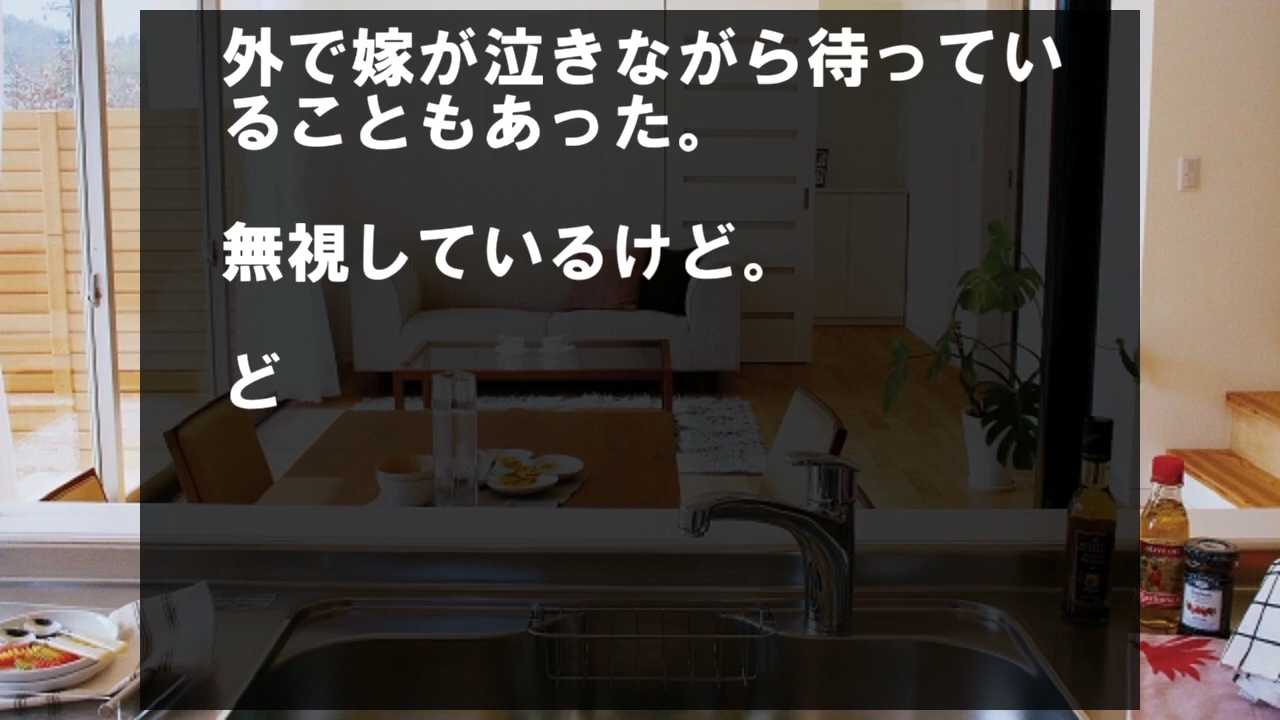 外で嫁が泣きながら待ってい
ることもあった。
無視しているけど。
ど